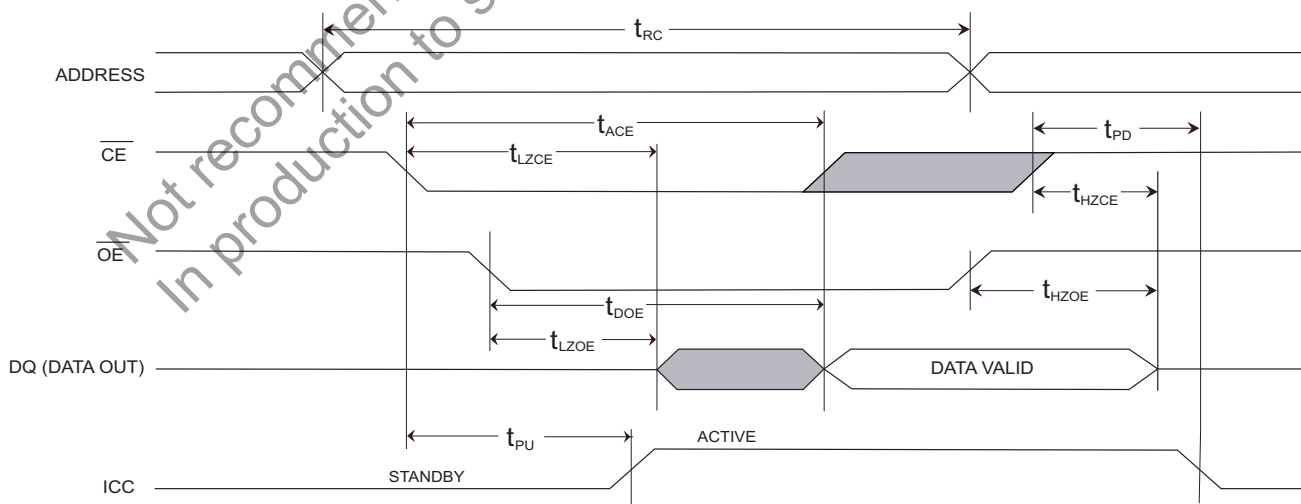 Not recommen
In production to s
tRC
ADDRESS
tACE
tPD
CE
tLZCE
tHZCE
OE
tHZOE
tDOE
tLZOE
DQ (DATA OUT)
DATA VALID
tPU
ACTIVE
STANDBY
ICC